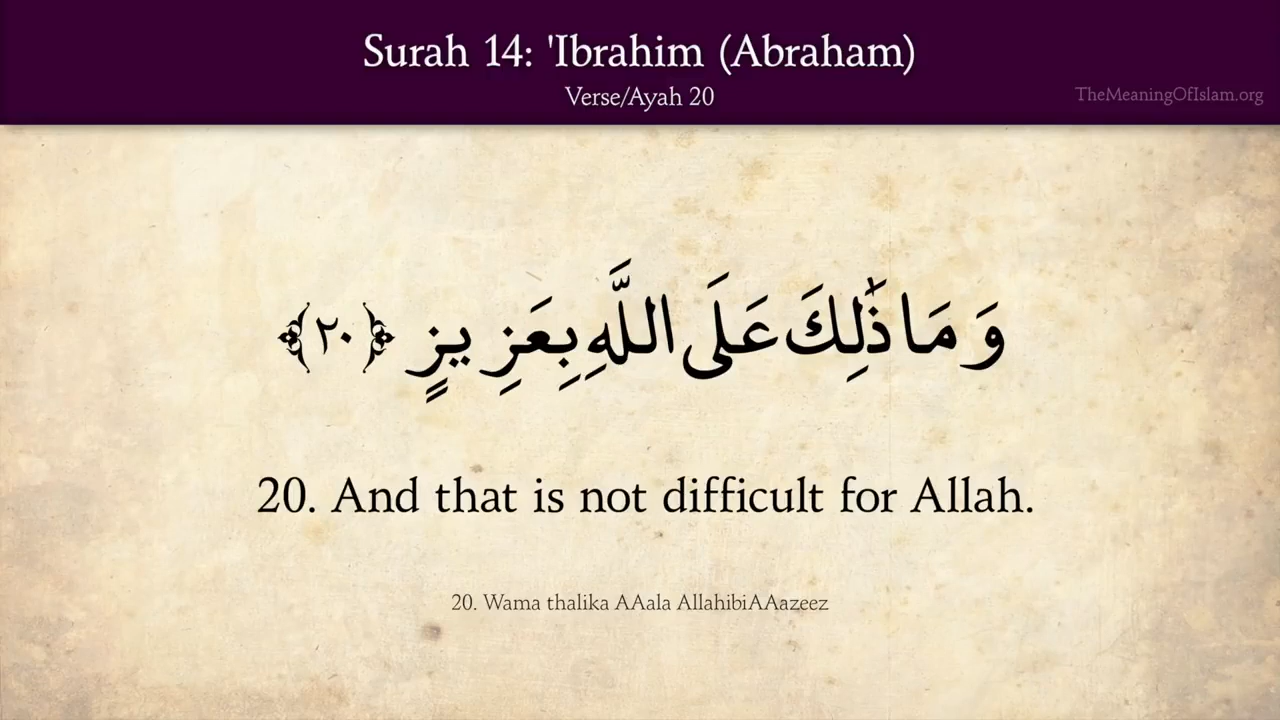 Surah 14: 'Ibrahim (Abraham)
Verse/Ayah 20
TheMeaningOfIslam.org
وَمَا ذَٰلِكَ عَلَى اللَّهِ بِعَزِيزٍ ﴿٢٠﴾
20. And that is not difficult for Allah.
20. Wama thalika AAala AllahibiAAazeez